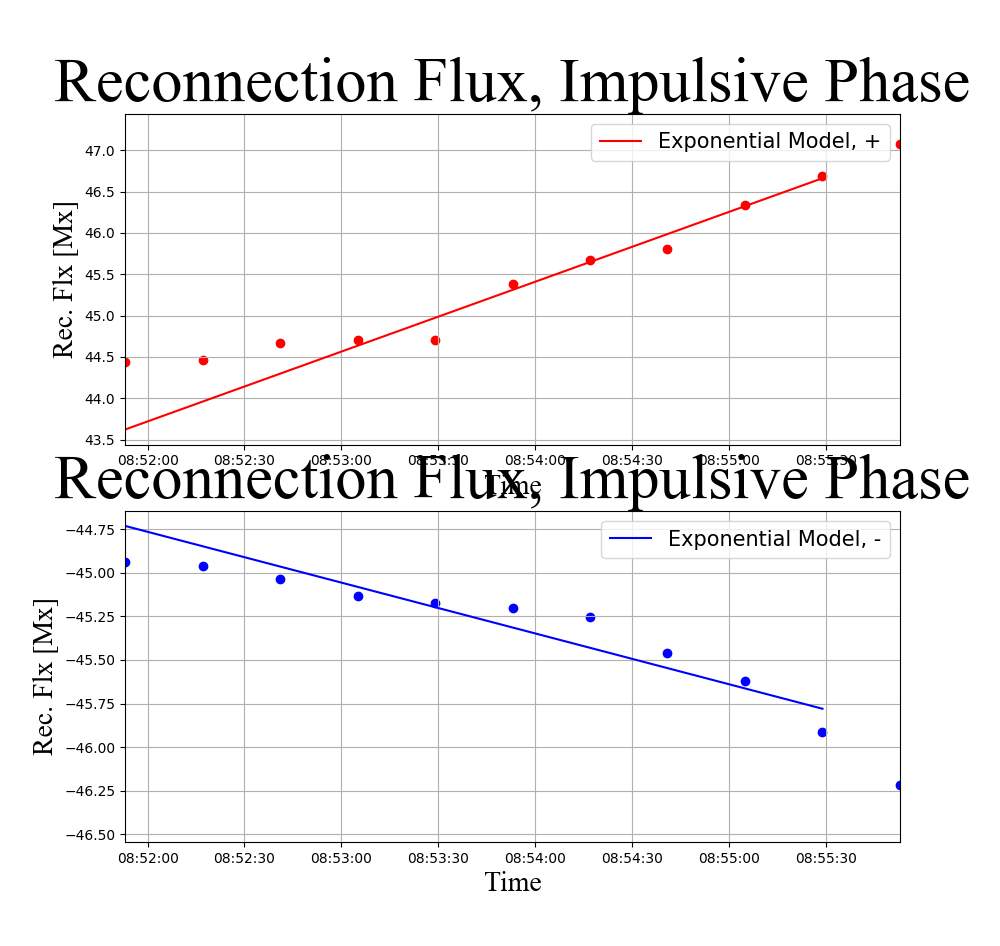 Reconnection Flux, Impulsive Phase
Exponential Model, +
Rec. Flx [Mx]
47.0
46.5
46.0
45.5
45.0
44.5
44.0
43.5
08:52:00 08:52:30 08:53:00 08:53:30 08:54:00 08:54:30 08:55:00 08:55:30
Time
Reconnection Flux, Impulsive Phase
Exponential Model, -
Rec. Flx [Mx]
−44.75
−45.00
−45.25
−45.50
−45.75
−46.00
−46.25
−46.50
08:52:00 08:52:30 08:53:00 08:53:30 08:54:00 08:54:30 08:55:00 08:55:30
Time